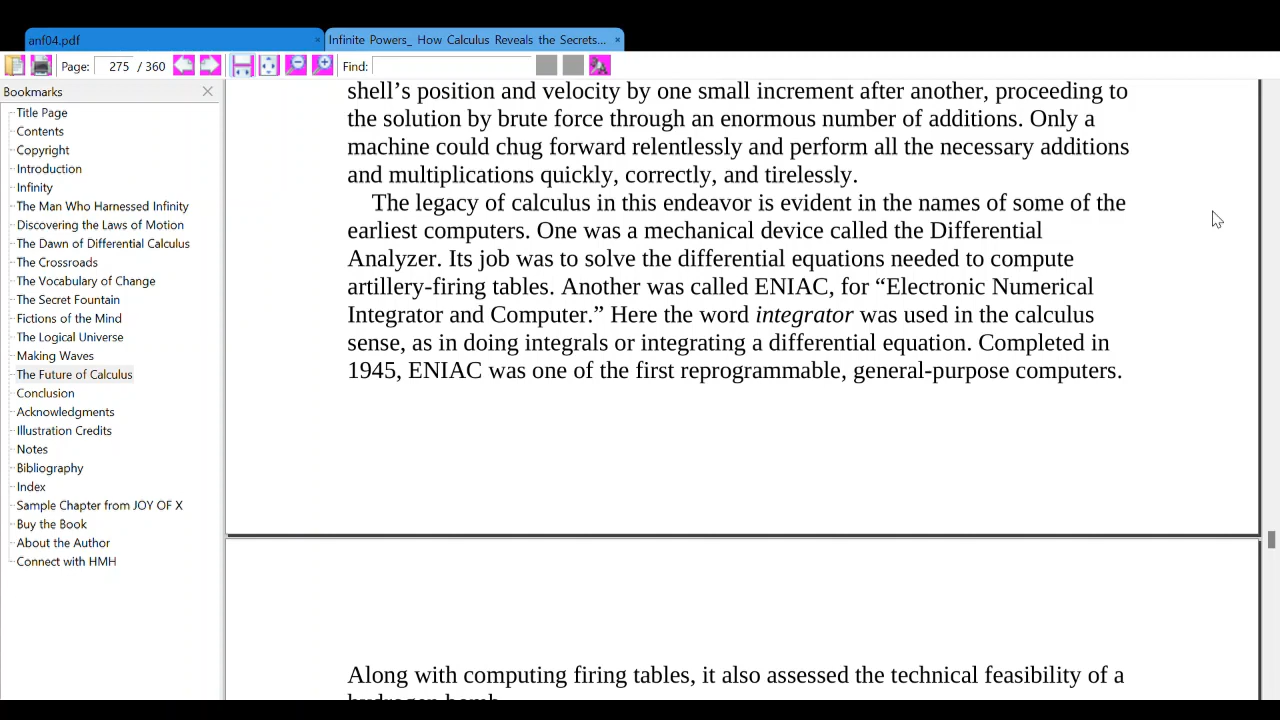 anf04.pdf
Infinite Powers_ How Calculus Reveals the Secrets...
Page: 275 / 360 Find:
Bookmarks
Title Page
Contents
Copyright
Introduction
Infinity
The Man Who Harnessed Infinity
Discovering the Laws of Motion
The Dawn of Differential Calculus
The Crossroads
The Vocabulary of Change
The Secret Fountain
Fictions of the Mind
The Logical Universe
Making Waves
The Future of Calculus
Conclusion
Acknowledgments
Illustration Credits
Notes
Bibliography
Index
Sample Chapter from JOY OF X
Buy the Book
About the Author
Connect with HMH
shell’s position and velocity by one small increment after another, proceeding to
the solution by brute force through an enormous number of additions. Only a
machine could chug forward relentlessly and perform all the necessary additions
and multiplications quickly, correctly, and tirelessly.
The legacy of calculus in this endeavor is evident in the names of some of the
earliest computers. One was a mechanical device called the Differential
Analyzer. Its job was to solve the differential equations needed to compute
artillery-firing tables. Another was called ENIAC, for “Electronic Numerical
Integrator and Computer.” Here the word integrator was used in the calculus
sense, as in doing integrals or integrating a differential equation. Completed in
1945, ENIAC was one of the first reprogrammable, general-purpose computers.
Along with computing firing tables, it also assessed the technical feasibility of a
hydrogen bomb.